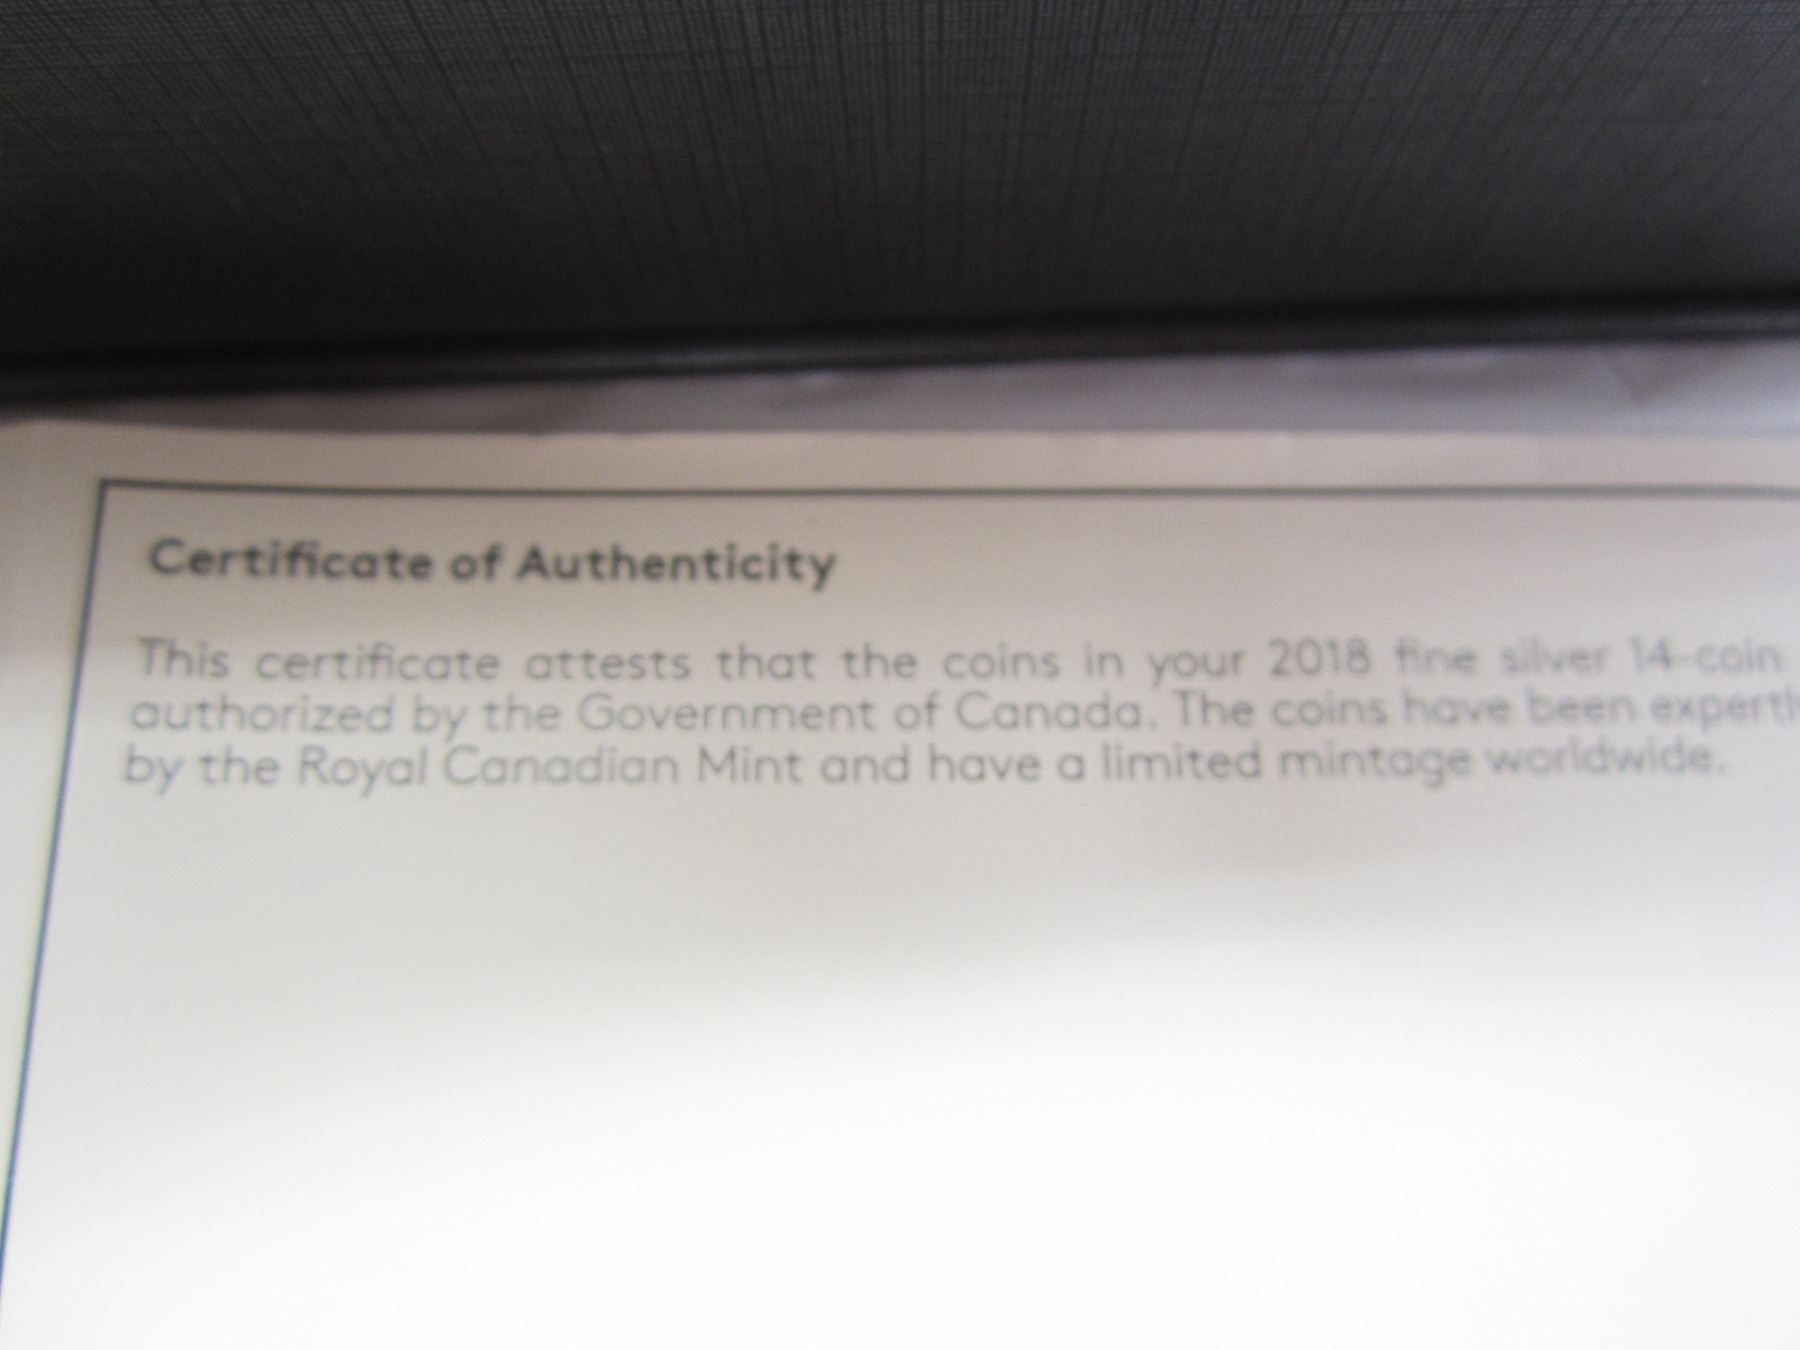 Certificate of Authenticity
This certificate attests that the coins in your 2018 fine silver 14-coin
authorized by the Government of Canada. The coins have been expertly
by the Royal Canadian Mint and have a limited mintage worldwide.